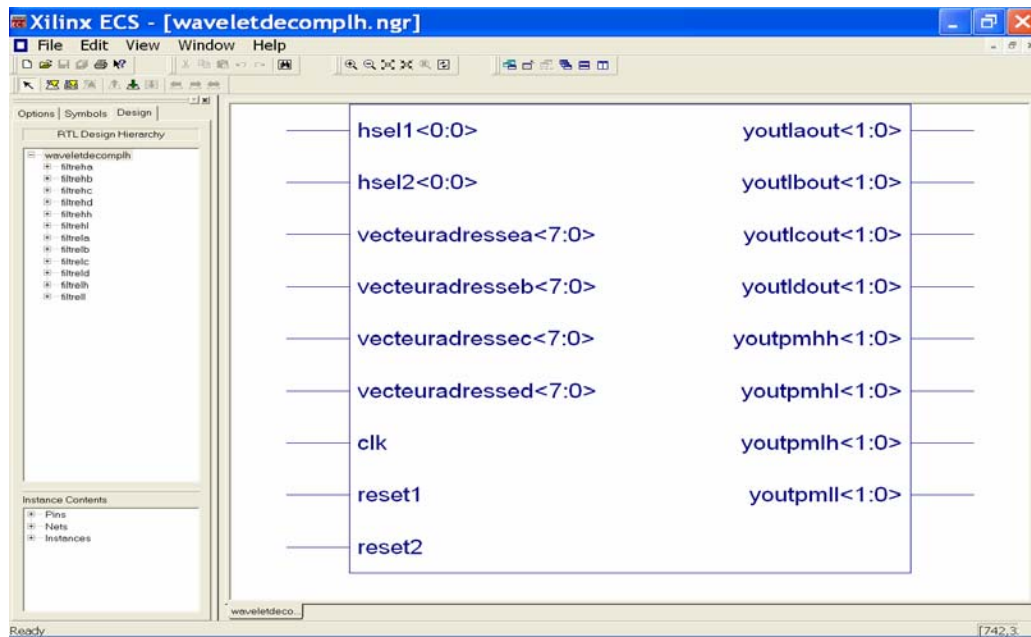 Xilinx ECS - [waveletdecomplh.ngr]
File Edit View Window Help
Options Symbols Design
RTL Design Hierarchy
waveletdecomplh
filtreha
filtrehb
filtrehc
filtrehd
filtrehh
filtrehl
filtrela
filtrelb
filtrelc
filtreld
filtrelh
filtrell
Instance Contents
Pins
Nets
Instances
hsel1<0:0>
hsel2<0:0>
vecteuradressea<7:0>
vecteuradresseb<7:0>
vecteuradressec<7:0>
vecteuradressed<7:0>
clk
reset1
reset2
youtlaout<1:0>
youtlbout<1:0>
youtlcout<1:0>
youtldout<1:0>
youtpmhh<1:0>
youtpmhl<1:0>
youtpmlh<1:0>
youtpmll<1:0>
waveletdeco...
Ready
[742,3